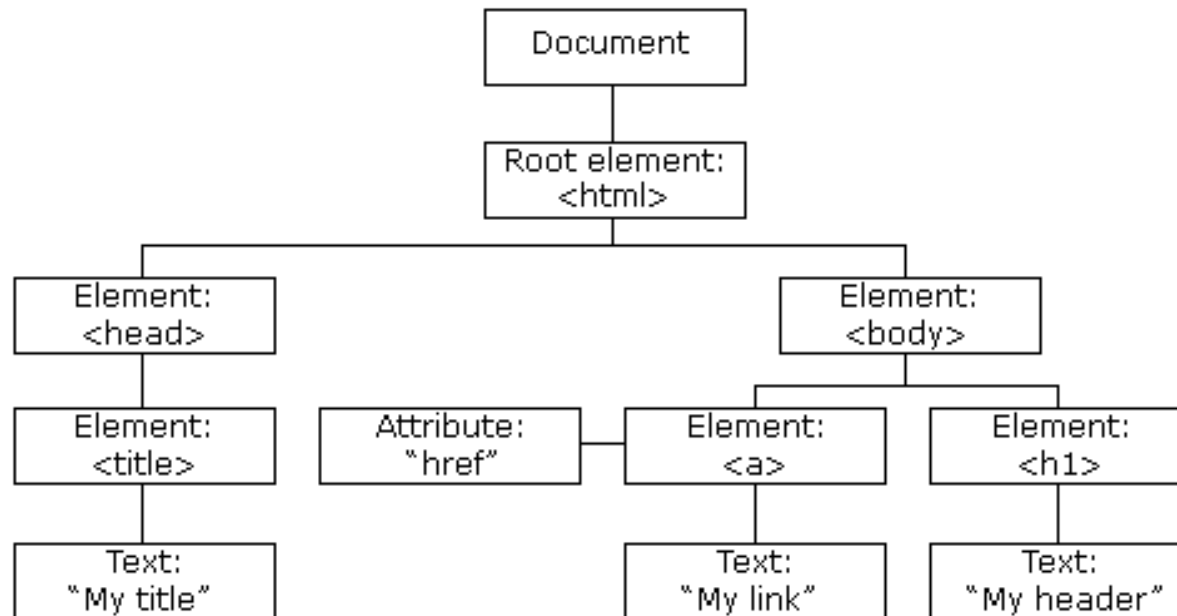 Document
Root element:
<html>
Element:
<head>
Element:
<body>
Element:
<title>
Attribute:
“href”
Element:
<a>
Element:
<h1>
Text:
“My title”
Text:
“My link”
Text:
“My header”